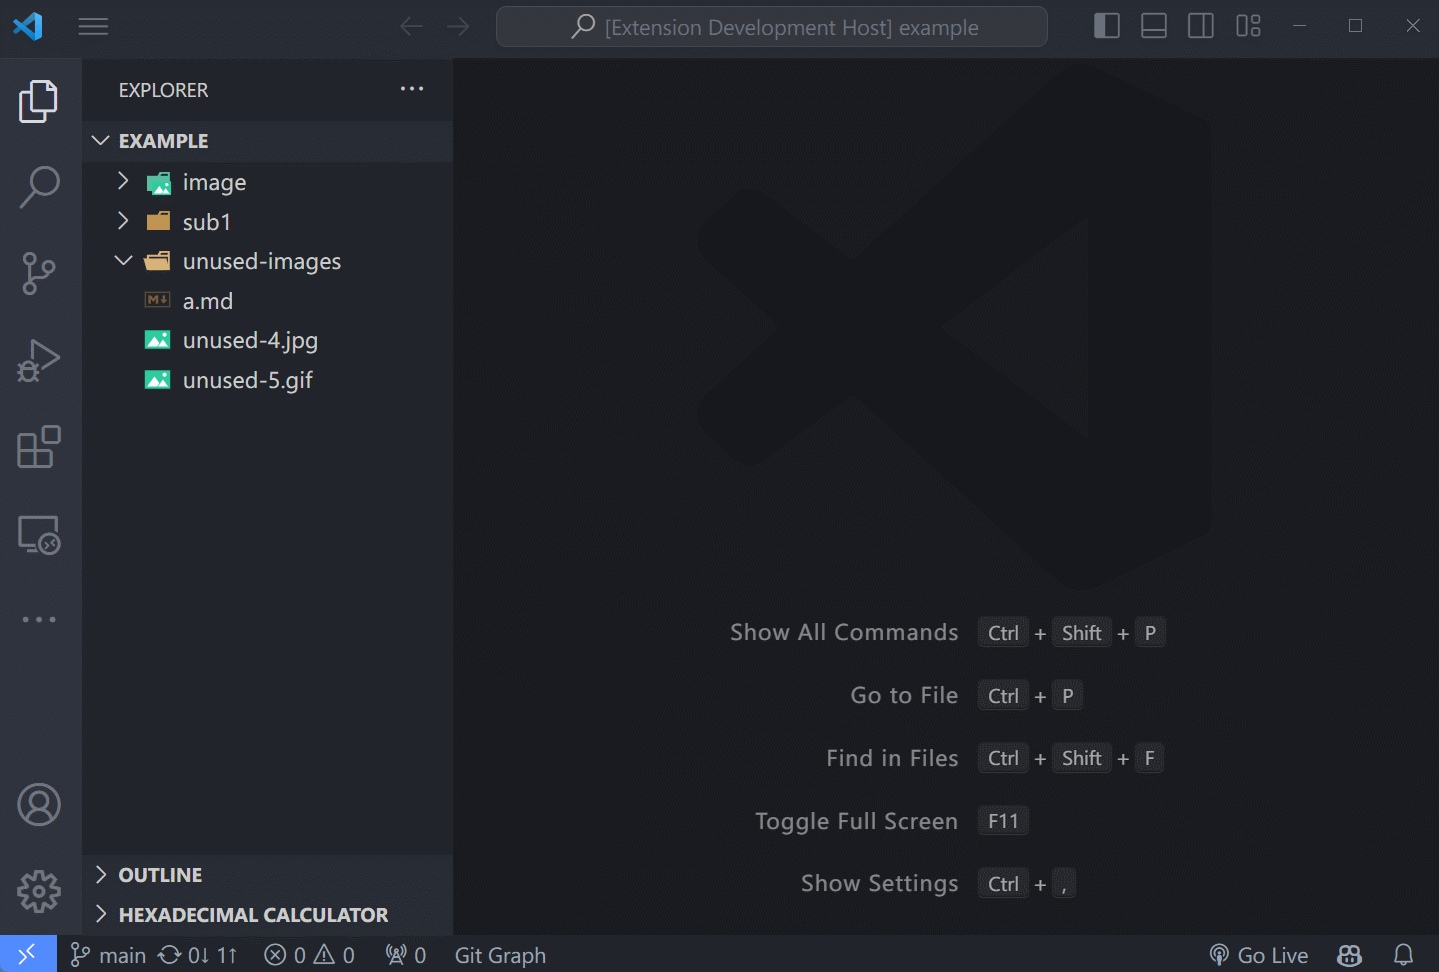 [Extension Development Host] example
EXPLORER
EXAMPLE
image
sub1
unused-images
a.md
unused-4.jpg
unused-5.gif
Show All Commands Ctrl + Shift + P
Go to File Ctrl + P
Find in Files Ctrl + Shift + F
Toggle Full Screen F11
Show Settings Ctrl + ,
OUTLINE
HEXADECIMAL CALCULATOR
main 0↓ 1↑ 0 0 0 Git Graph Go Live